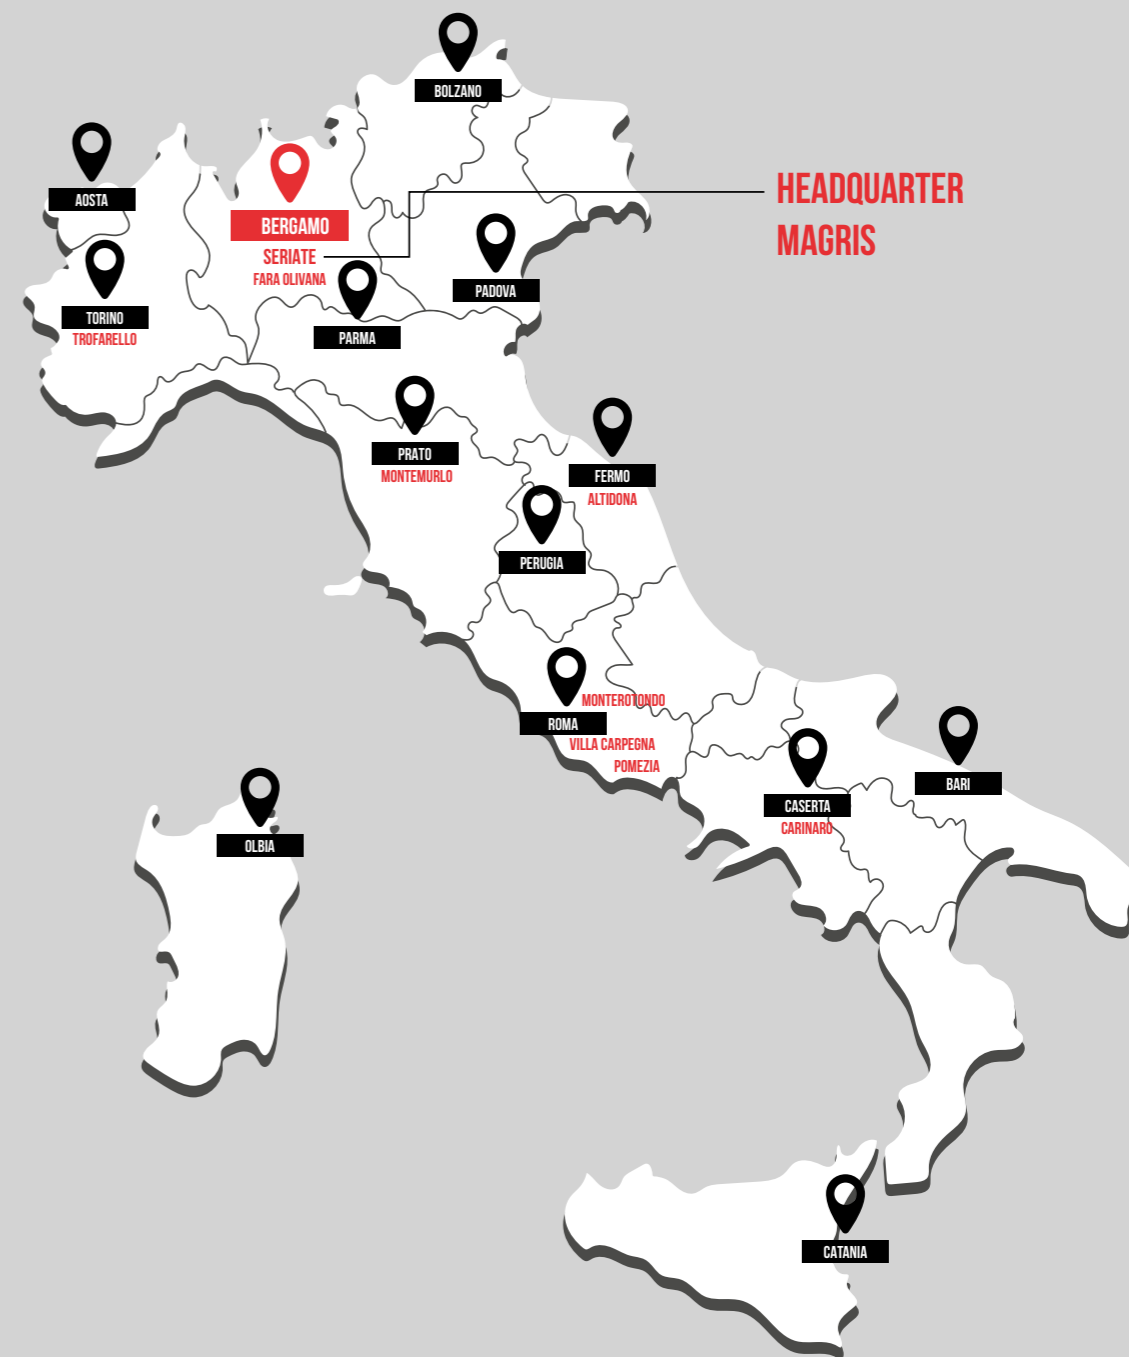 BOLZANO
AOSTA
HEADQUARTER
MAGRIS
BERGAMO
SERIATE
FARA OLIVANA
PADOVA
TORINO
TROFARELLO
PARMA
PRATO
MONTEMURLO
FERMO
ALTIDONA
PERUGIA
MONTEROTONDO
ROMA
VILLA CARPEGNA
POMEZIA
BARI
CASERTA
CARINARO
OLBIA
CATANIA